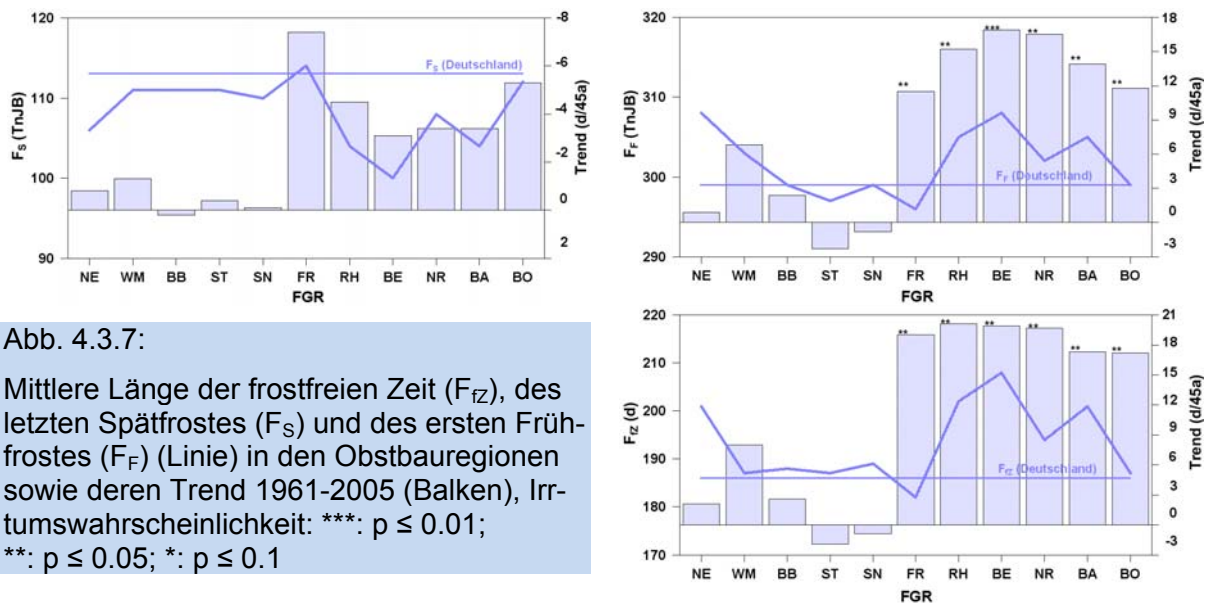 120
110
100
90
F_S (TnJB)
F_S (Deutschland)
-8
-6
-4
-2
0
2
Trend (d/45a)
NE WM BB ST SN FR RH BE NR BA BO
FGR
320
310
300
290
F_F (TnJB)
** ** *** ** ** **
F_F (Deutschland)
18
15
12
9
6
3
0
-3
Trend (d/45a)
NE WM BB ST SN FR RH BE NR BA BO
Abb. 4.3.7:
Mittlere Länge der frostfreien Zeit (F_fZ), des
letzten Spätfrostes (F_S) und des ersten Früh-
frostes (F_F) (Linie) in den Obstbauregionen
sowie deren Trend 1961-2005 (Balken), Irr-
tumswahrscheinlichkeit: ***: p ≤ 0.01;
**: p ≤ 0.05; *: p ≤ 0.1
220
210
200
190
180
170
F_fZ (d)
** ** ** ** ** **
F_fZ (Deutschland)
21
18
15
12
9
6
3
0
-3
Trend (d/45a)
NE WM BB ST SN FR RH BE NR BA BO
FGR